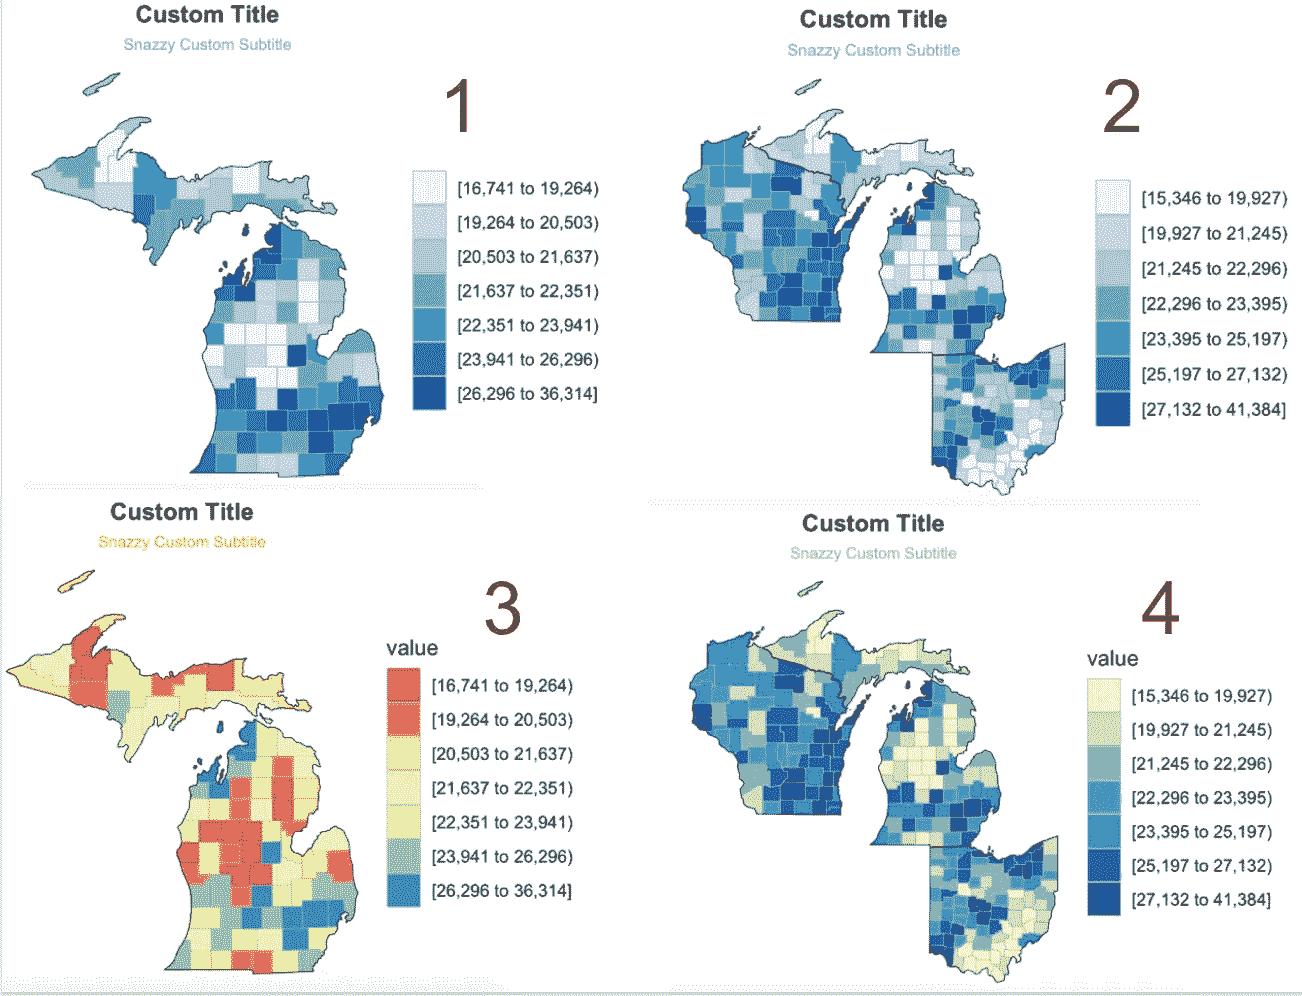 Custom Title
Snazzy Custom Subtitle
1
[16,741 to 19,264)
[19,264 to 20,503)
[20,503 to 21,637)
[21,637 to 22,351)
[22,351 to 23,941)
[23,941 to 26,296)
[26,296 to 36,314]
Custom Title
Snazzy Custom Subtitle
2
[15,346 to 19,927)
[19,927 to 21,245)
[21,245 to 22,296)
[22,296 to 23,395)
[23,395 to 25,197)
[25,197 to 27,132)
[27,132 to 41,384]
Custom Title
Snazzy Custom Subtitle
3
value
[16,741 to 19,264)
[19,264 to 20,503)
[20,503 to 21,637)
[21,637 to 22,351)
[22,351 to 23,941)
[23,941 to 26,296)
[26,296 to 36,314]
Custom Title
Snazzy Custom Subtitle
4
value
[15,346 to 19,927)
[19,927 to 21,245)
[21,245 to 22,296)
[22,296 to 23,395)
[23,395 to 25,197)
[25,197 to 27,132)
[27,132 to 41,384]